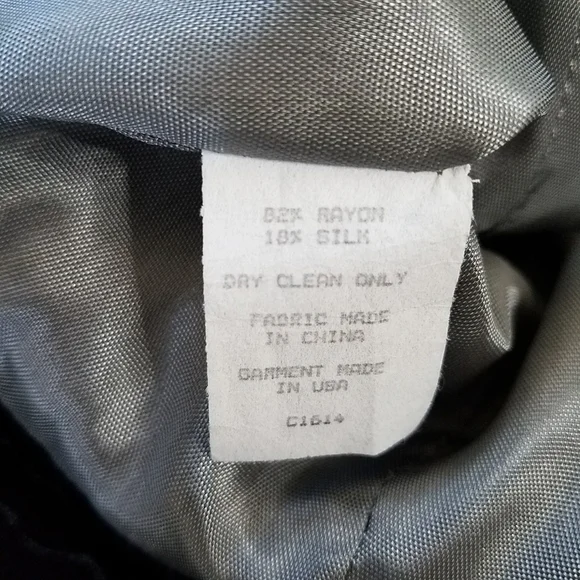 82% RAYON
18% SILK
DRY CLEAN ONLY
FABRIC MADE
IN CHINA
GARMENT MADE
IN USA
C1614